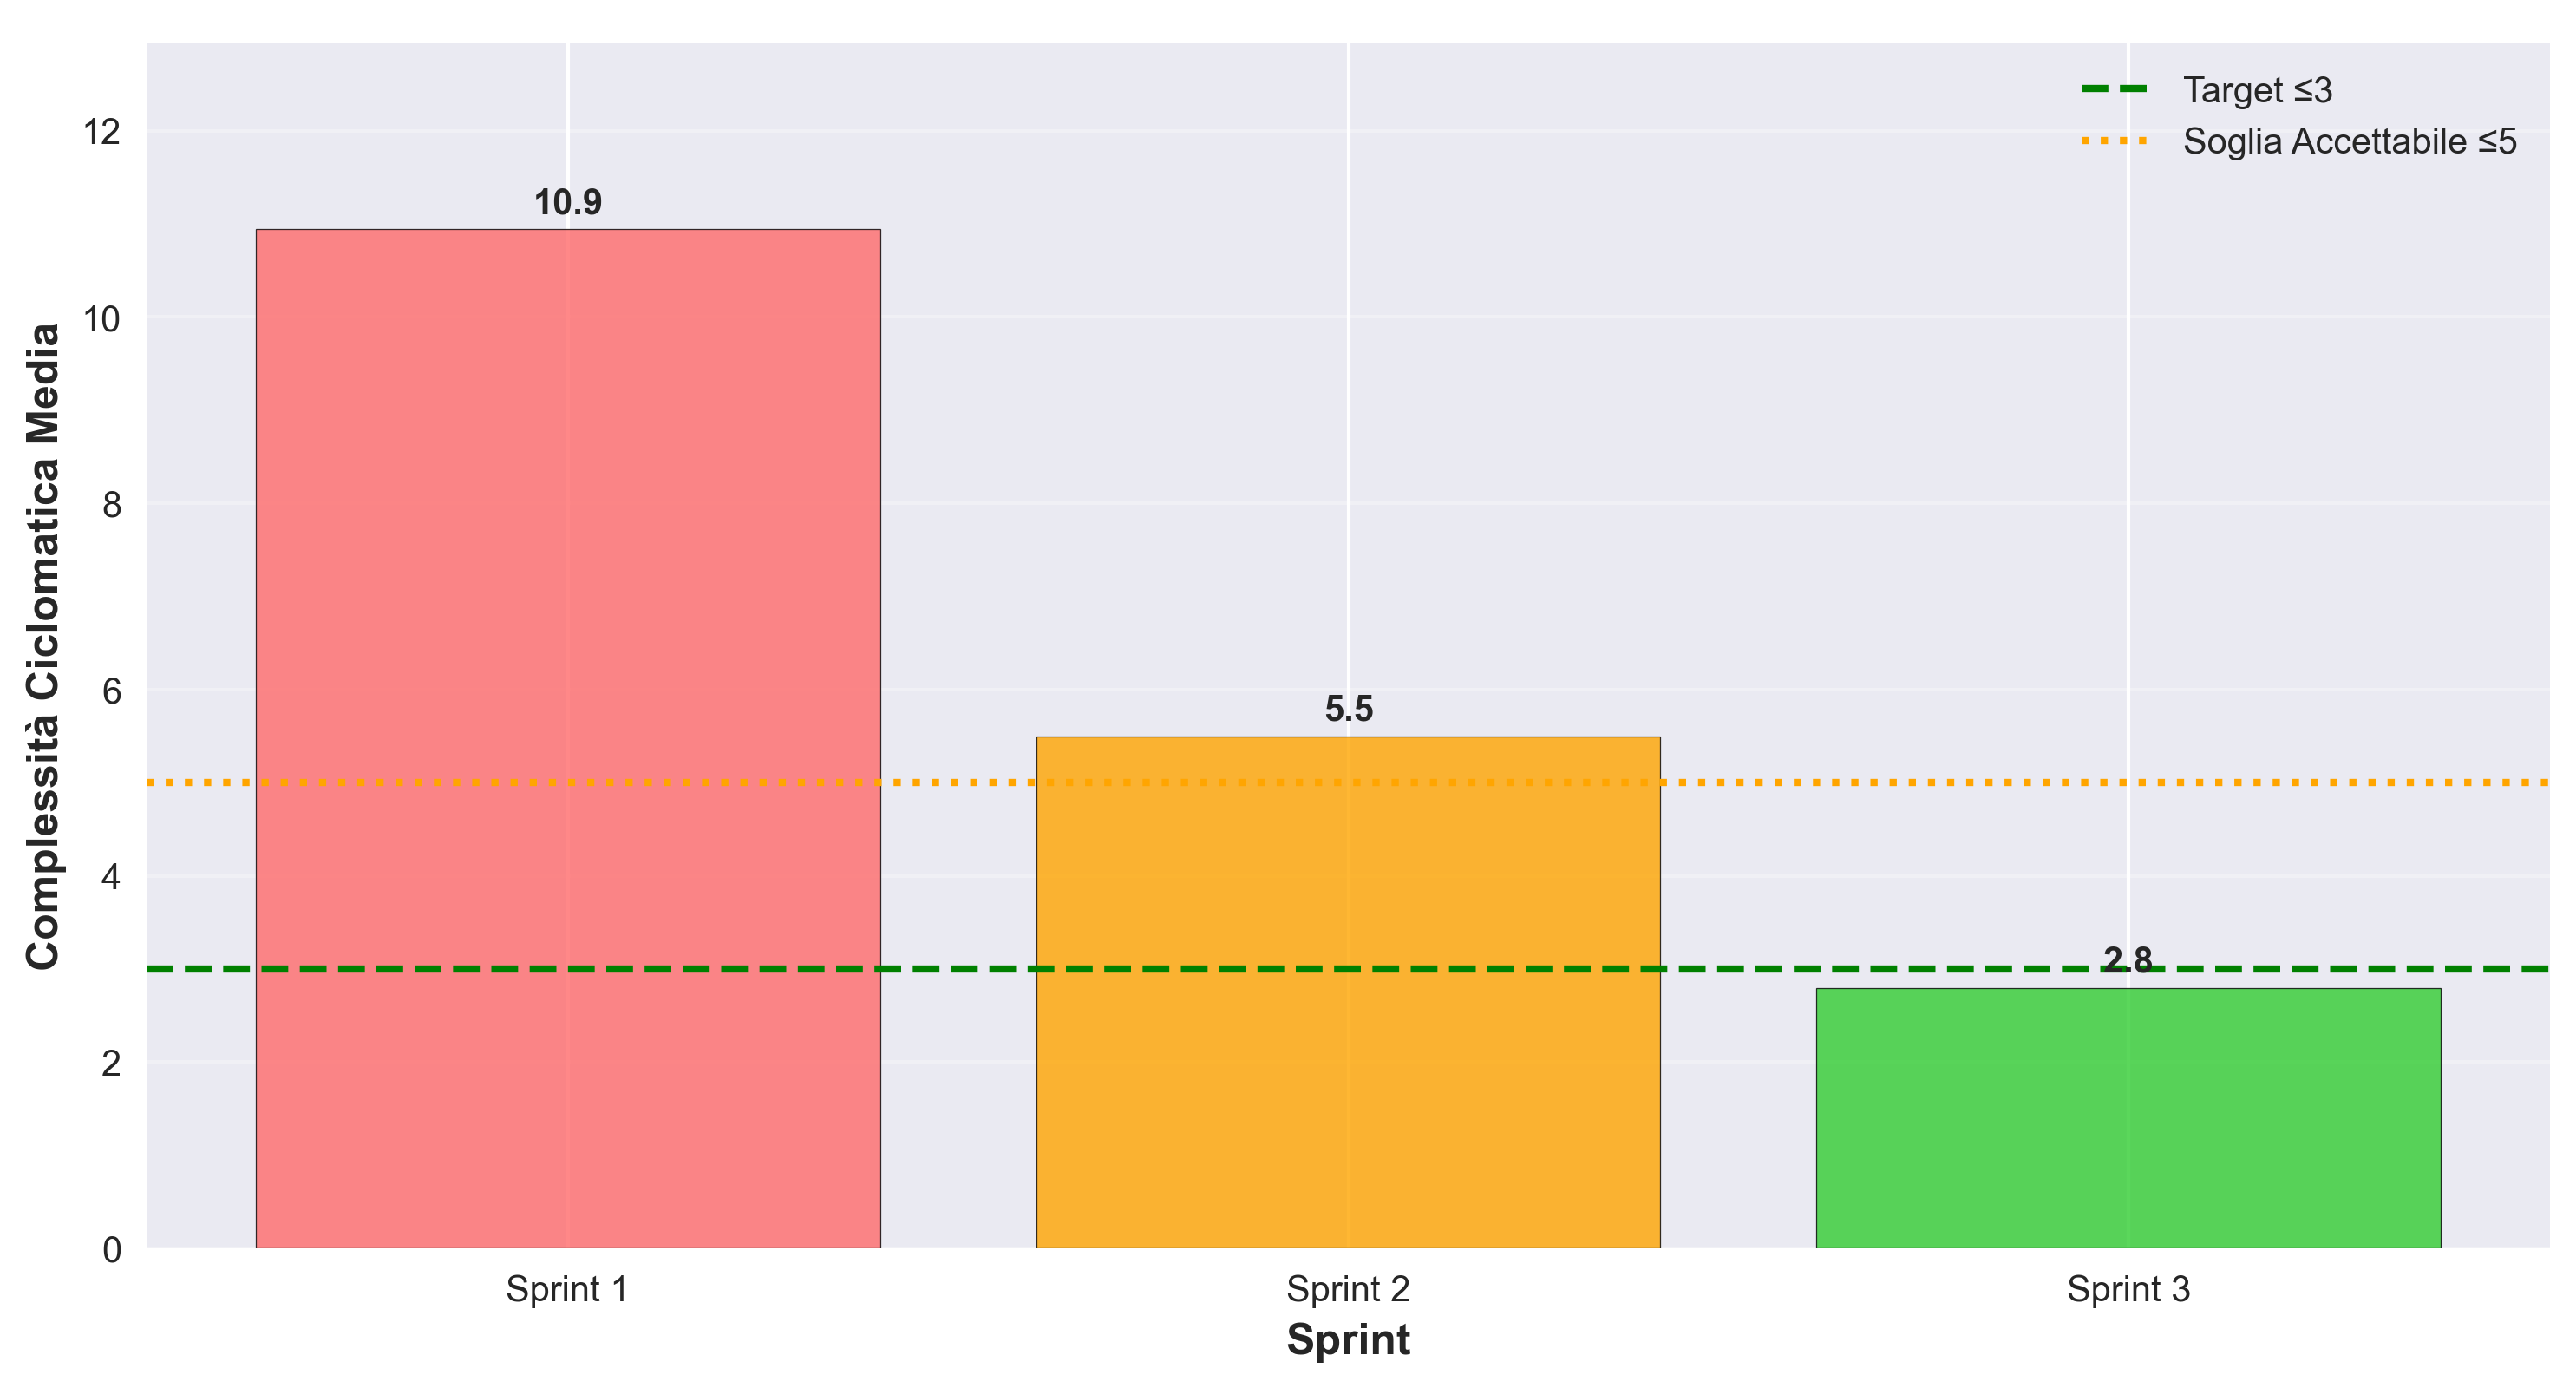 Target ≤3
Soglia Accettabile ≤5
Complessità Ciclomatica Media
12
10
8
6
4
2
0
10.9
5.5
2.8
Sprint 1
Sprint 2
Sprint 3
Sprint